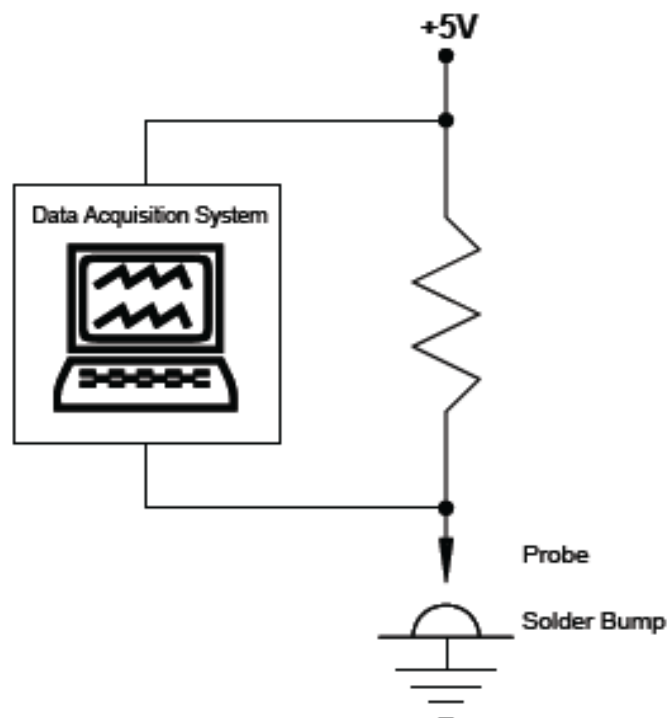 +5V
Data Acquisition System
Probe
Solder Bump